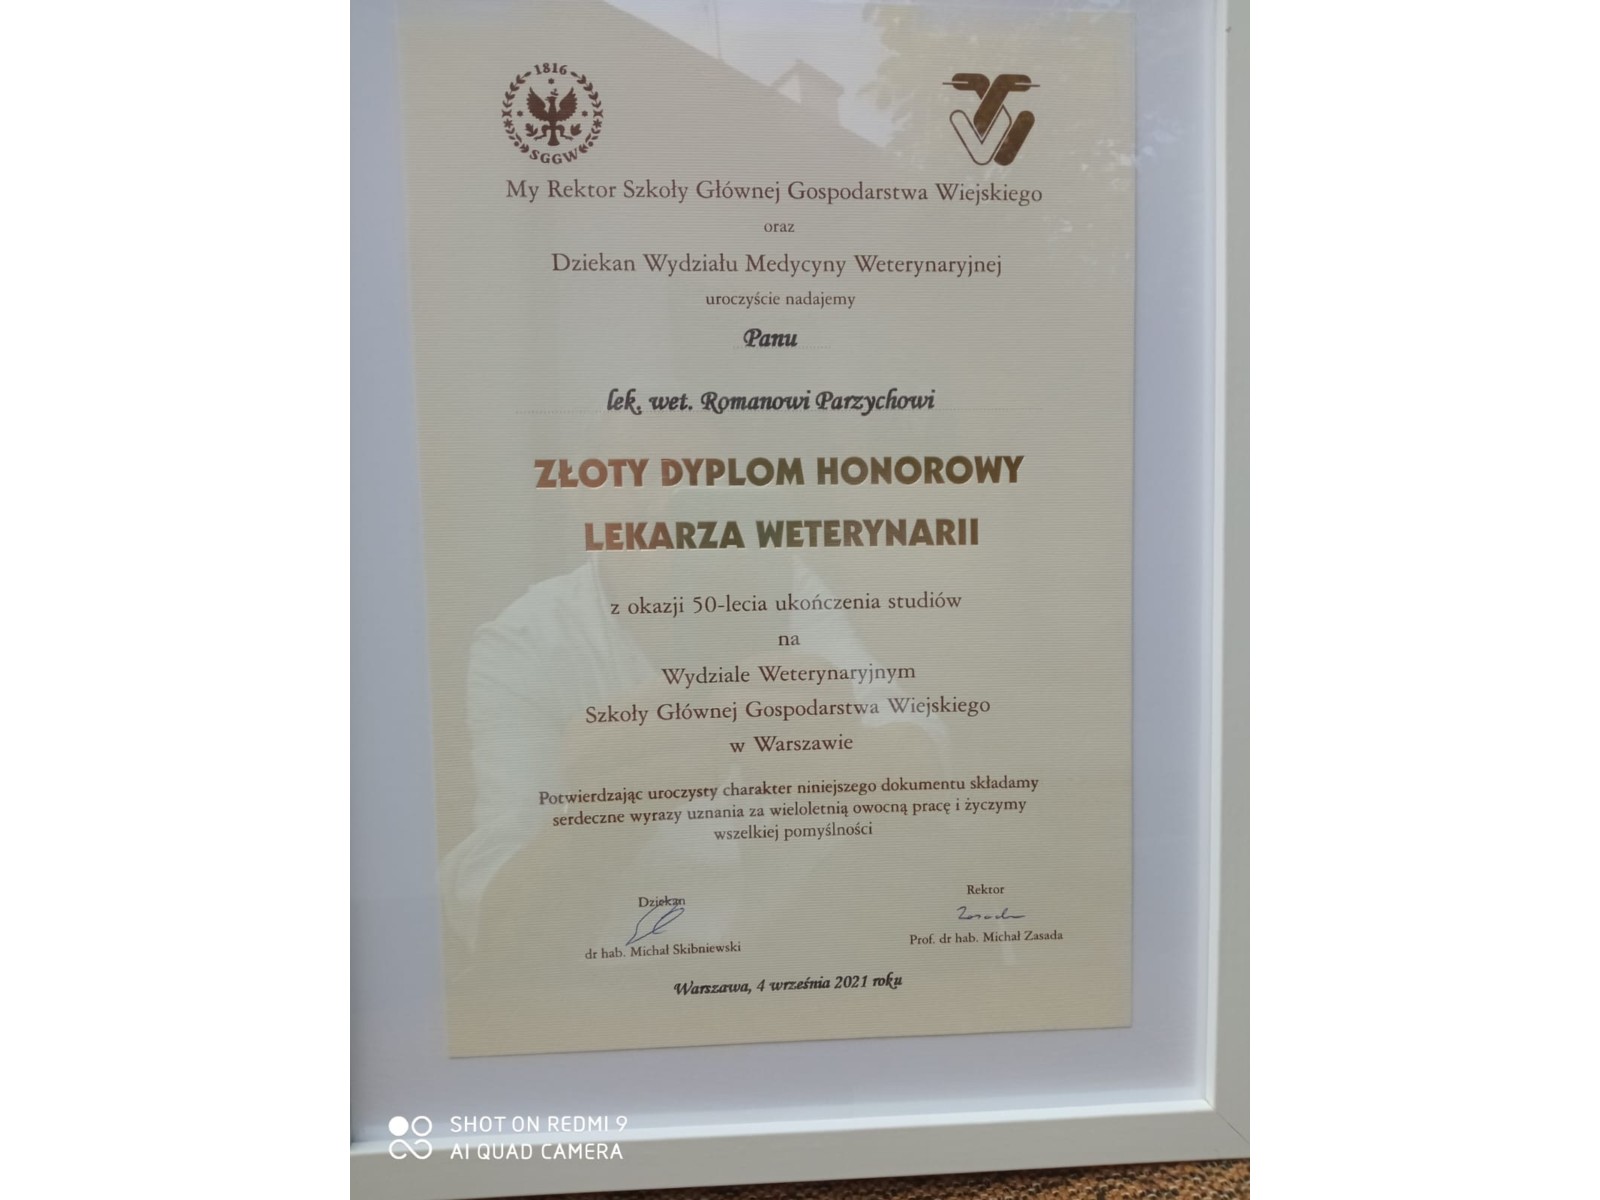 1816
SGGW
My Rektor Szkoły Głównej Gospodarstwa Wiejskiego
oraz
Dziekan Wydziału Medycyny Weterynaryjnej
uroczyście nadajemy
Panu
lek. wet. Romanowi Parzychowi
ZŁOTY DYPLOM HONOROWY
LEKARZA WETERYNARII
z okazji 50-lecia ukończenia studiów
na
Wydziale Weterynaryjnym
Szkoły Głównej Gospodarstwa Wiejskiego
w Warszawie
Potwierdzając uroczysty charakter niniejszego dokumentu składamy
serdeczne wyrazy uznania za wieloletnią owocną pracę i życzymy
wszelkiej pomyślności
Dziekan
dr hab. Michał Skibniewski
Rektor
Zasada
Prof. dr hab. Michał Zasada
Warszawa, 4 września 2021 roku
SHOT ON REDMI 9
AI QUAD CAMERA